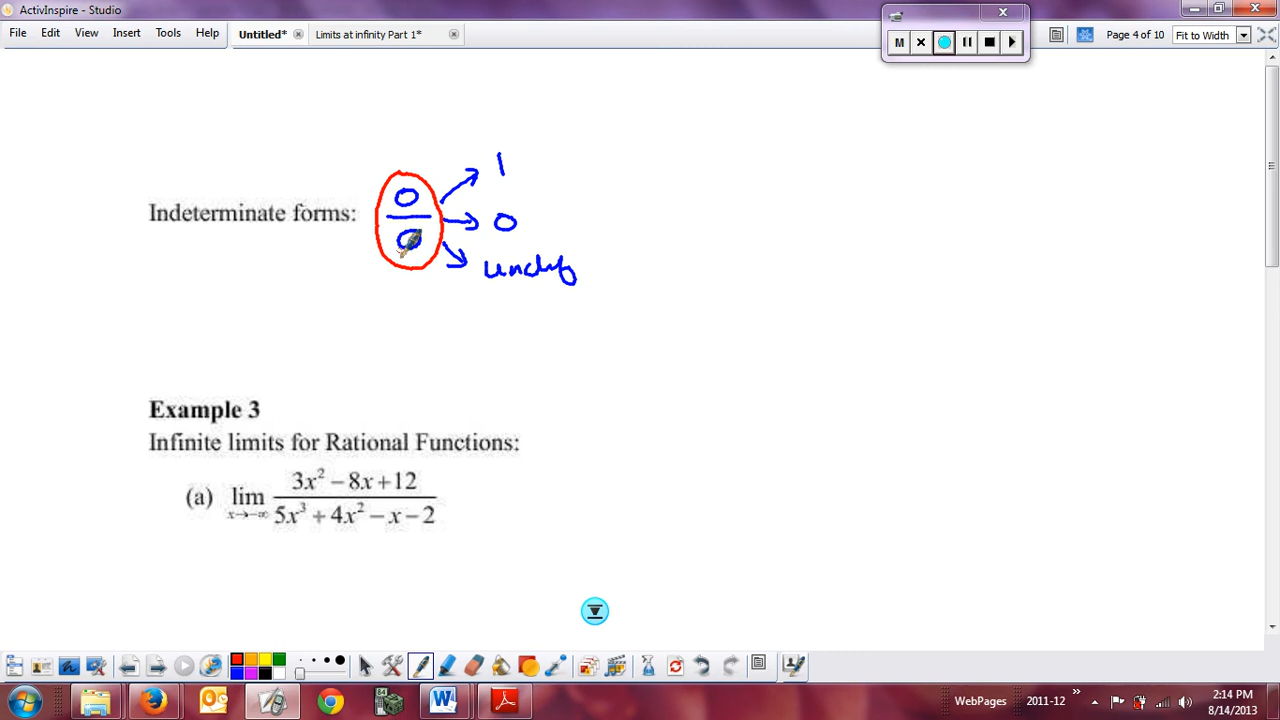 ActivInspire - Studio
File Edit View Insert Tools Help Untitled* Limits at infinity Part 1* Page 4 of 10 Fit to Width
M
1
Indeterminate forms: 0/0 0
undef
Example 3
Infinite limits for Rational Functions:
(a) lim x→-∞ (3x² − 8x + 12)/(5x³ + 4x² − x − 2)
WebPages 2011-12 » 2:14 PM
8/14/2013